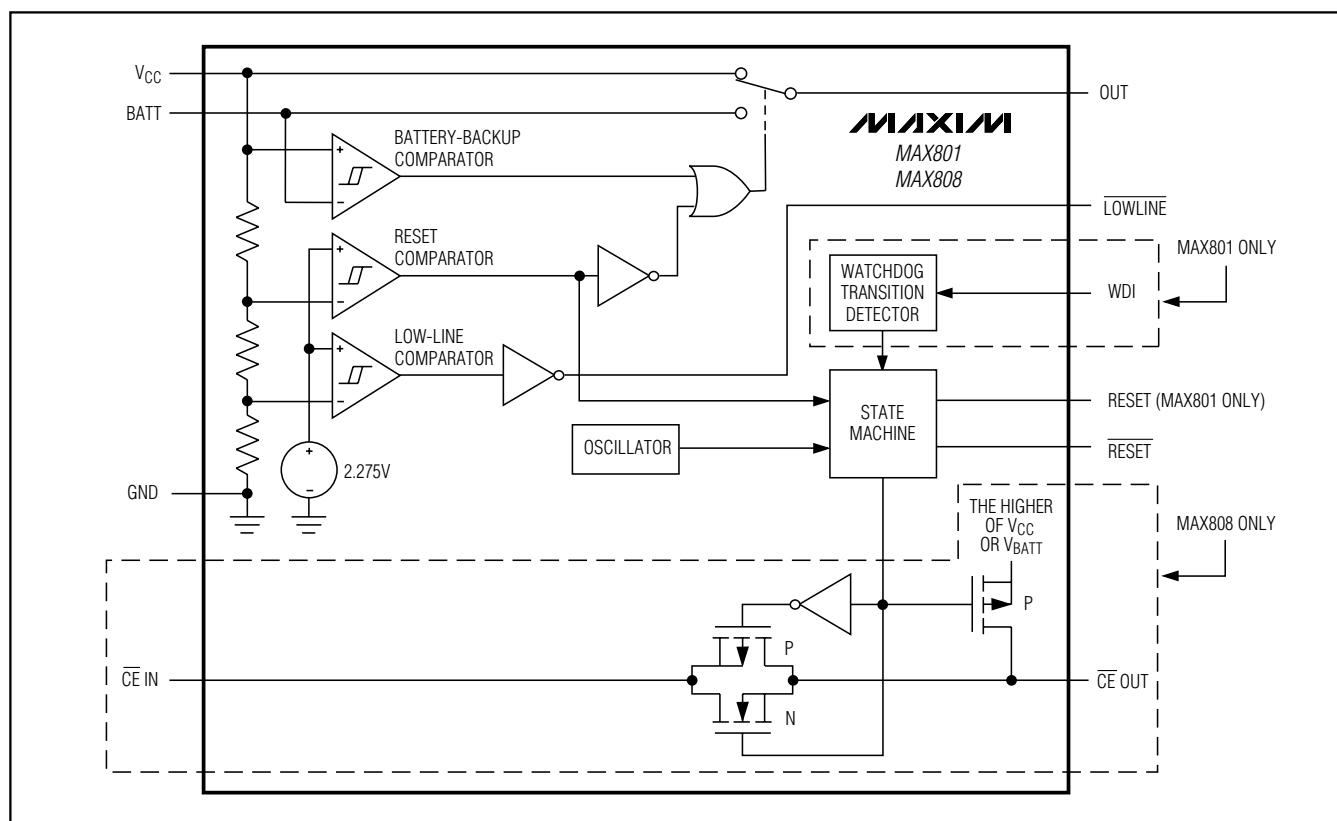 VCC
BATT
BATTERY-BACKUP
COMPARATOR
+
−
MAXIM
MAX801
MAX808
OUT
LOWLINE
RESET
COMPARATOR
+
−
WATCHDOG
TRANSITION
DETECTOR
WDI
MAX801 ONLY
LOW-LINE
COMPARATOR
+
−
STATE
MACHINE
RESET (MAX801 ONLY)
OSCILLATOR
RESET
+
−
2.275V
GND
THE HIGHER
OF VCC
OR VBATT
MAX808 ONLY
P
P
CE IN
CE OUT
N